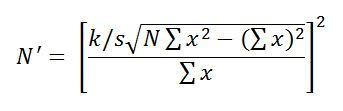 N′ = [ (k/s√(N ∑ x² − (∑ x)²)) / (∑ x) ]²